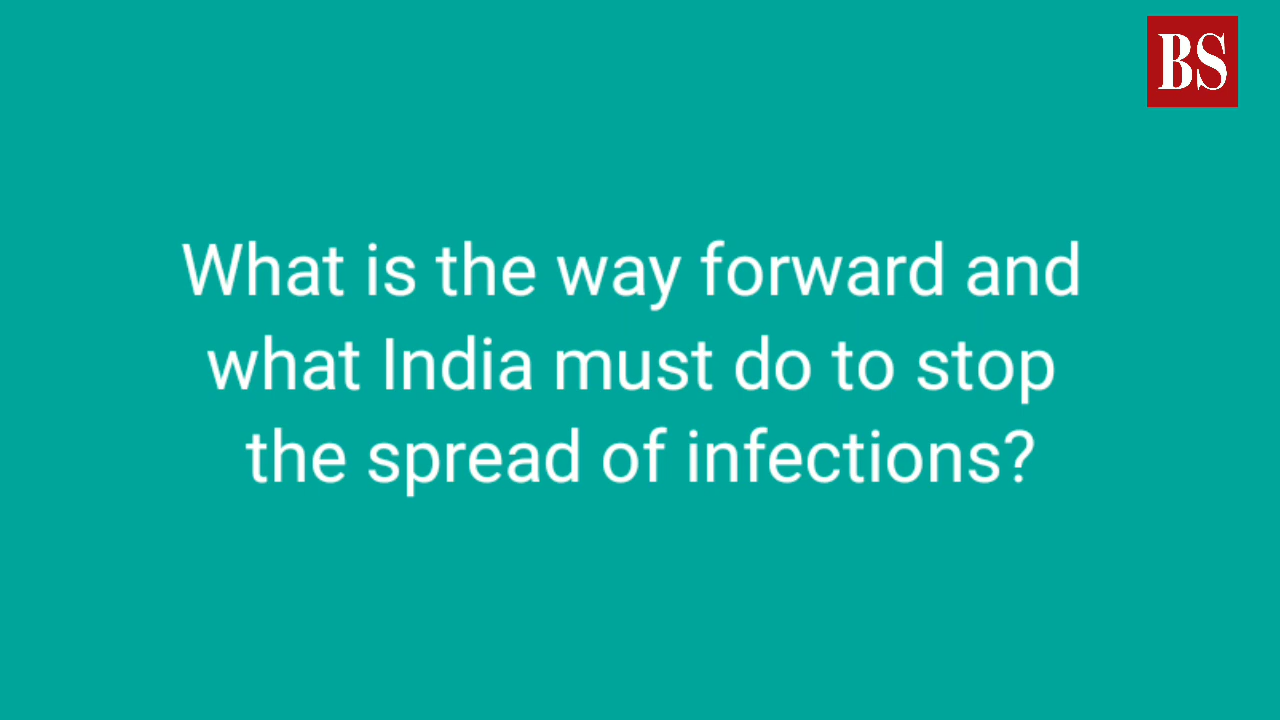 BS
What is the way forward and
what India must do to stop
the spread of infections?